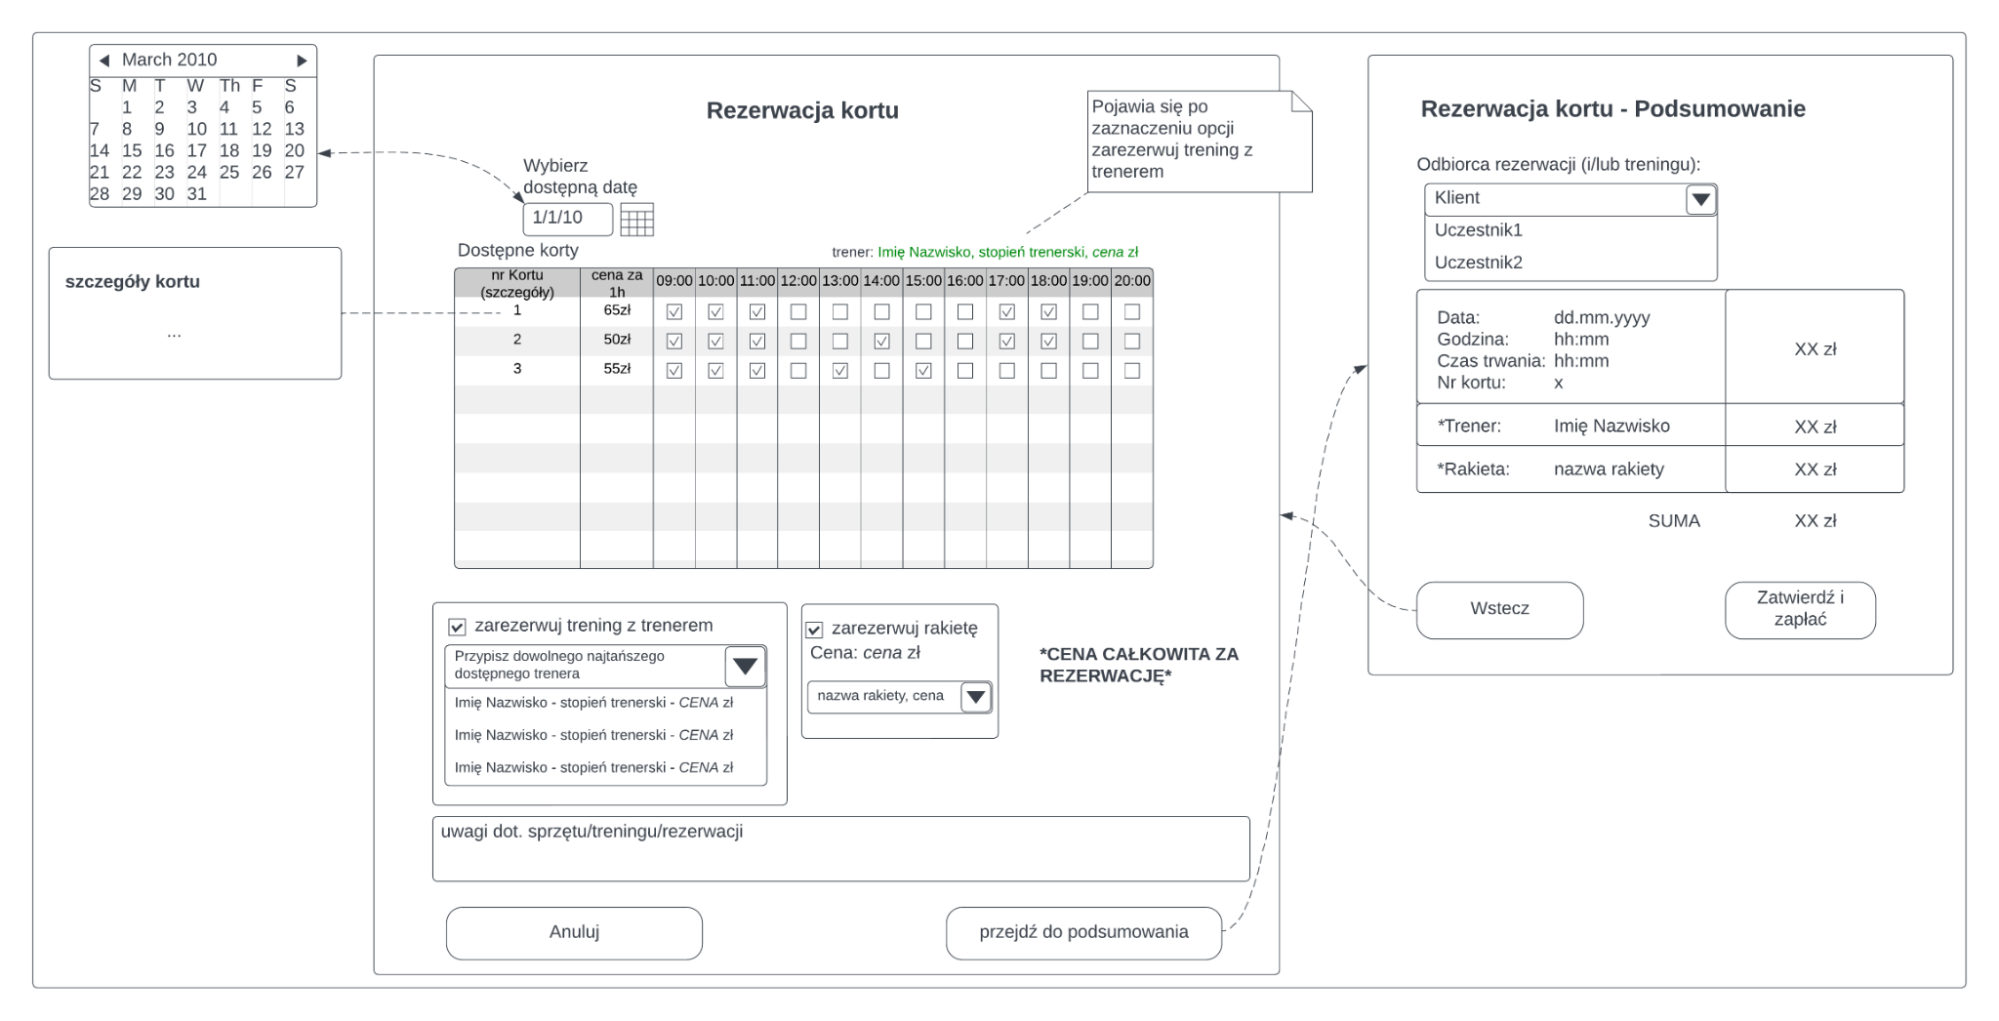 March 2010
S M T W Th F S
1 2 3 4 5 6
7 8 9 10 11 12 13
14 15 16 17 18 19 20
21 22 23 24 25 26 27
28 29 30 31
szczegóły kortu
...
Rezerwacja kortu
Pojawia się po
zaznaczeniu opcji
zarezerwuj trening z
trenerem
Wybierz
dostępną datę
1/1/10
Dostępne korty
trener: Imię Nazwisko, stopień trenerski, cena zł
nr Kortu
(szczegóły)
cena za
1h
09:00 10:00 11:00 12:00 13:00 14:00 15:00 16:00 17:00 18:00 19:00 20:00
1 65zł
2 50zł
3 55zł
zarezerwuj trening z trenerem
Przypisz dowolnego najtańszego
dostępnego trenera
Imię Nazwisko - stopień trenerski - CENA zł
Imię Nazwisko - stopień trenerski - CENA zł
Imię Nazwisko - stopień trenerski - CENA zł
zarezerwuj rakietę
Cena: cena zł
nazwa rakiety, cena
*CENA CAŁKOWITA ZA
REZERWACJĘ*
uwagi dot. sprzętu/treningu/rezerwacji
Anuluj
przejdź do podsumowania
Rezerwacja kortu - Podsumowanie
Odbiorca rezerwacji (i/lub treningu):
Klient
Uczestnik1
Uczestnik2
Data: dd.mm.yyyy
Godzina: hh:mm
Czas trwania: hh:mm
Nr kortu: x
XX zł
*Trener: Imię Nazwisko XX zł
*Rakieta: nazwa rakiety XX zł
SUMA XX zł
Wstecz
Zatwierdź i
zapłać